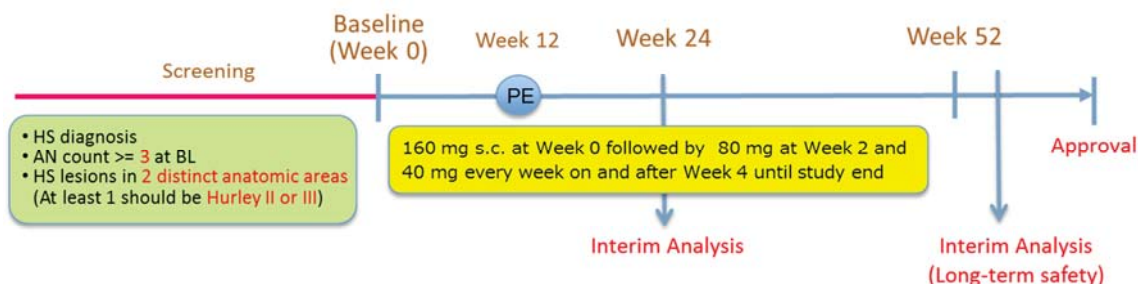 Baseline
(Week 0)
Week 12
Week 24
Week 52
Screening
PE
• HS diagnosis
• AN count >= 3 at BL
• HS lesions in 2 distinct anatomic areas
(At least 1 should be Hurley II or III)
160 mg s.c. at Week 0 followed by 80 mg at Week 2 and
40 mg every week on and after Week 4 until study end
Approval
Interim Analysis
Interim Analysis
(Long-term safety)